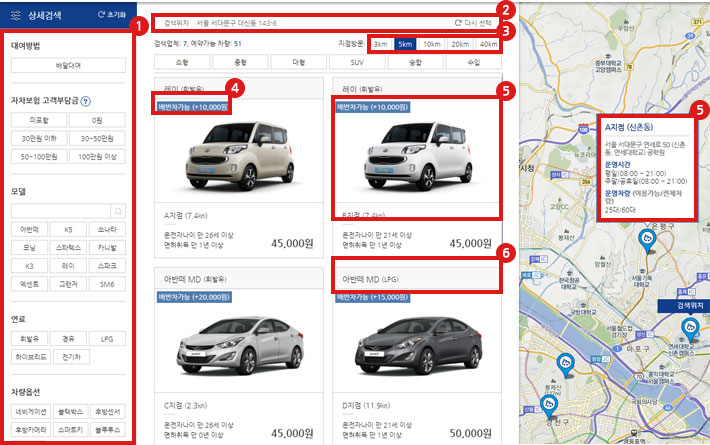 상세검색
초기화
1
대여방법
배달대여
자차보험 고객부담금 ?
미포함
0원
30만원 이하
30~50만원
50~100만원
100만원 이상
모델
아반떼
K5
쏘나타
모닝
스타렉스
카니발
K3
레이
스파크
엑센트
그랜저
SM6
연료
휘발유
경유
LPG
하이브리드
전기차
차량옵션
네비게이션
블랙박스
후방센서
후방카메라
스마트키
블루투스
검색위치 서울 서대문구 대신동 143-6
다시 선택
2
검색업체: 7, 예약가능 차량: 51
지점방문:
3km
5km
10km
20km
40km
3
소형
중형
대형
SUV
승합
수입
레이 (휘발유)
배반차가능 (+10,000원)
4
A지점 (7.4km)
운전자나이 만 26세 이상
면허취득 만 1년 이상
45,000원
레이 (휘발유)
배반차가능 (+10,000원)
5
B지점 (7.4km)
운전자나이 만 21세 이상
면허취득 만 1년 이상
45,000원
아반떼 MD (휘발유)
배반차가능 (+20,000원)
C지점 (2.3km)
운전자나이 만 21세 이상
면허취득 만 0년 이상
45,000원
아반떼 MD (LPG)
6
배반차가능 (+15,000원)
D지점 (11.9km)
운전자나이 만 21세 이상
면허취득 만 1년 이상
50,000원
5
A지점 (신촌동)
서울 서대문구 연세로 50 (신촌
동, 연세대학교) 공학원
운영시간
평일(08:00 ~ 21:00)
주말/공휴일(08:00 ~ 21:00)
운영차량 (이용가능/전체차
량)
25대/60대
은평구
검색위치
마포구
양천구